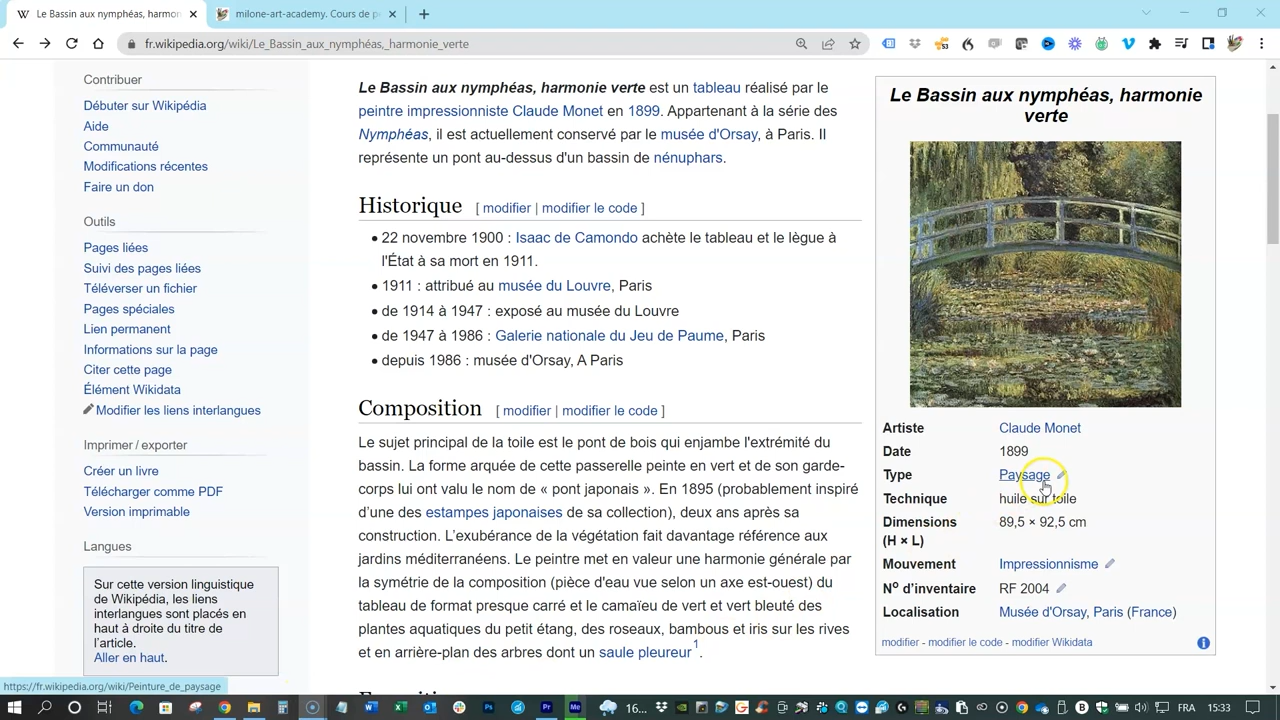 Le Bassin aux nymphéas, harmon
milone-art-academy. Cours de p
fr.wikipedia.org/wiki/Le_Bassin_aux_nymphéas,_harmonie_verte
Contribuer
Débuter sur Wikipédia
Aide
Communauté
Modifications récentes
Faire un don
Outils
Pages liées
Suivi des pages liées
Téléverser un fichier
Pages spéciales
Lien permanent
Informations sur la page
Citer cette page
Élément Wikidata
Modifier les liens interlangues
Imprimer / exporter
Créer un livre
Télécharger comme PDF
Version imprimable
Langues
Sur cette version linguistique
de Wikipédia, les liens
interlangues sont placés en
haut à droite du titre de
l'article.
Aller en haut.
Le Bassin aux nymphéas, harmonie verte est un tableau réalisé par le
peintre impressionniste Claude Monet en 1899. Appartenant à la série des
Nymphéas, il est actuellement conservé par le musée d'Orsay, à Paris. Il
représente un pont au-dessus d'un bassin de nénuphars.
Historique [ modifier | modifier le code ]
• 22 novembre 1900 : Isaac de Camondo achète le tableau et le lègue à
l'État à sa mort en 1911.
• 1911 : attribué au musée du Louvre, Paris
• de 1914 à 1947 : exposé au musée du Louvre
• de 1947 à 1986 : Galerie nationale du Jeu de Paume, Paris
• depuis 1986 : musée d'Orsay, A Paris
Composition [ modifier | modifier le code ]
Le sujet principal de la toile est le pont de bois qui enjambe l'extrémité du
bassin. La forme arquée de cette passerelle peinte en vert et de son garde-
corps lui ont valu le nom de « pont japonais ». En 1895 (probablement inspiré
d'une des estampes japonaises de sa collection), deux ans après sa
construction. L'exubérance de la végétation fait davantage référence aux
jardins méditerranéens. Le peintre met en valeur une harmonie générale par
la symétrie de la composition (pièce d'eau vue selon un axe est-ouest) du
tableau de format presque carré et le camaïeu de vert et vert bleuté des
plantes aquatiques du petit étang, des roseaux, bambous et iris sur les rives
et en arrière-plan des arbres dont un saule pleureur1.
Le Bassin aux nymphéas, harmonie
verte
Artiste Claude Monet
Date 1899
Type Paysage
Technique huile sur toile
Dimensions 89,5 × 92,5 cm
(H × L)
Mouvement Impressionnisme
No d'inventaire RF 2004
Localisation Musée d'Orsay, Paris (France)
modifier - modifier le code - modifier Wikidata
https://fr.wikipedia.org/wiki/Peinture_de_paysage
16...
FR
15:33